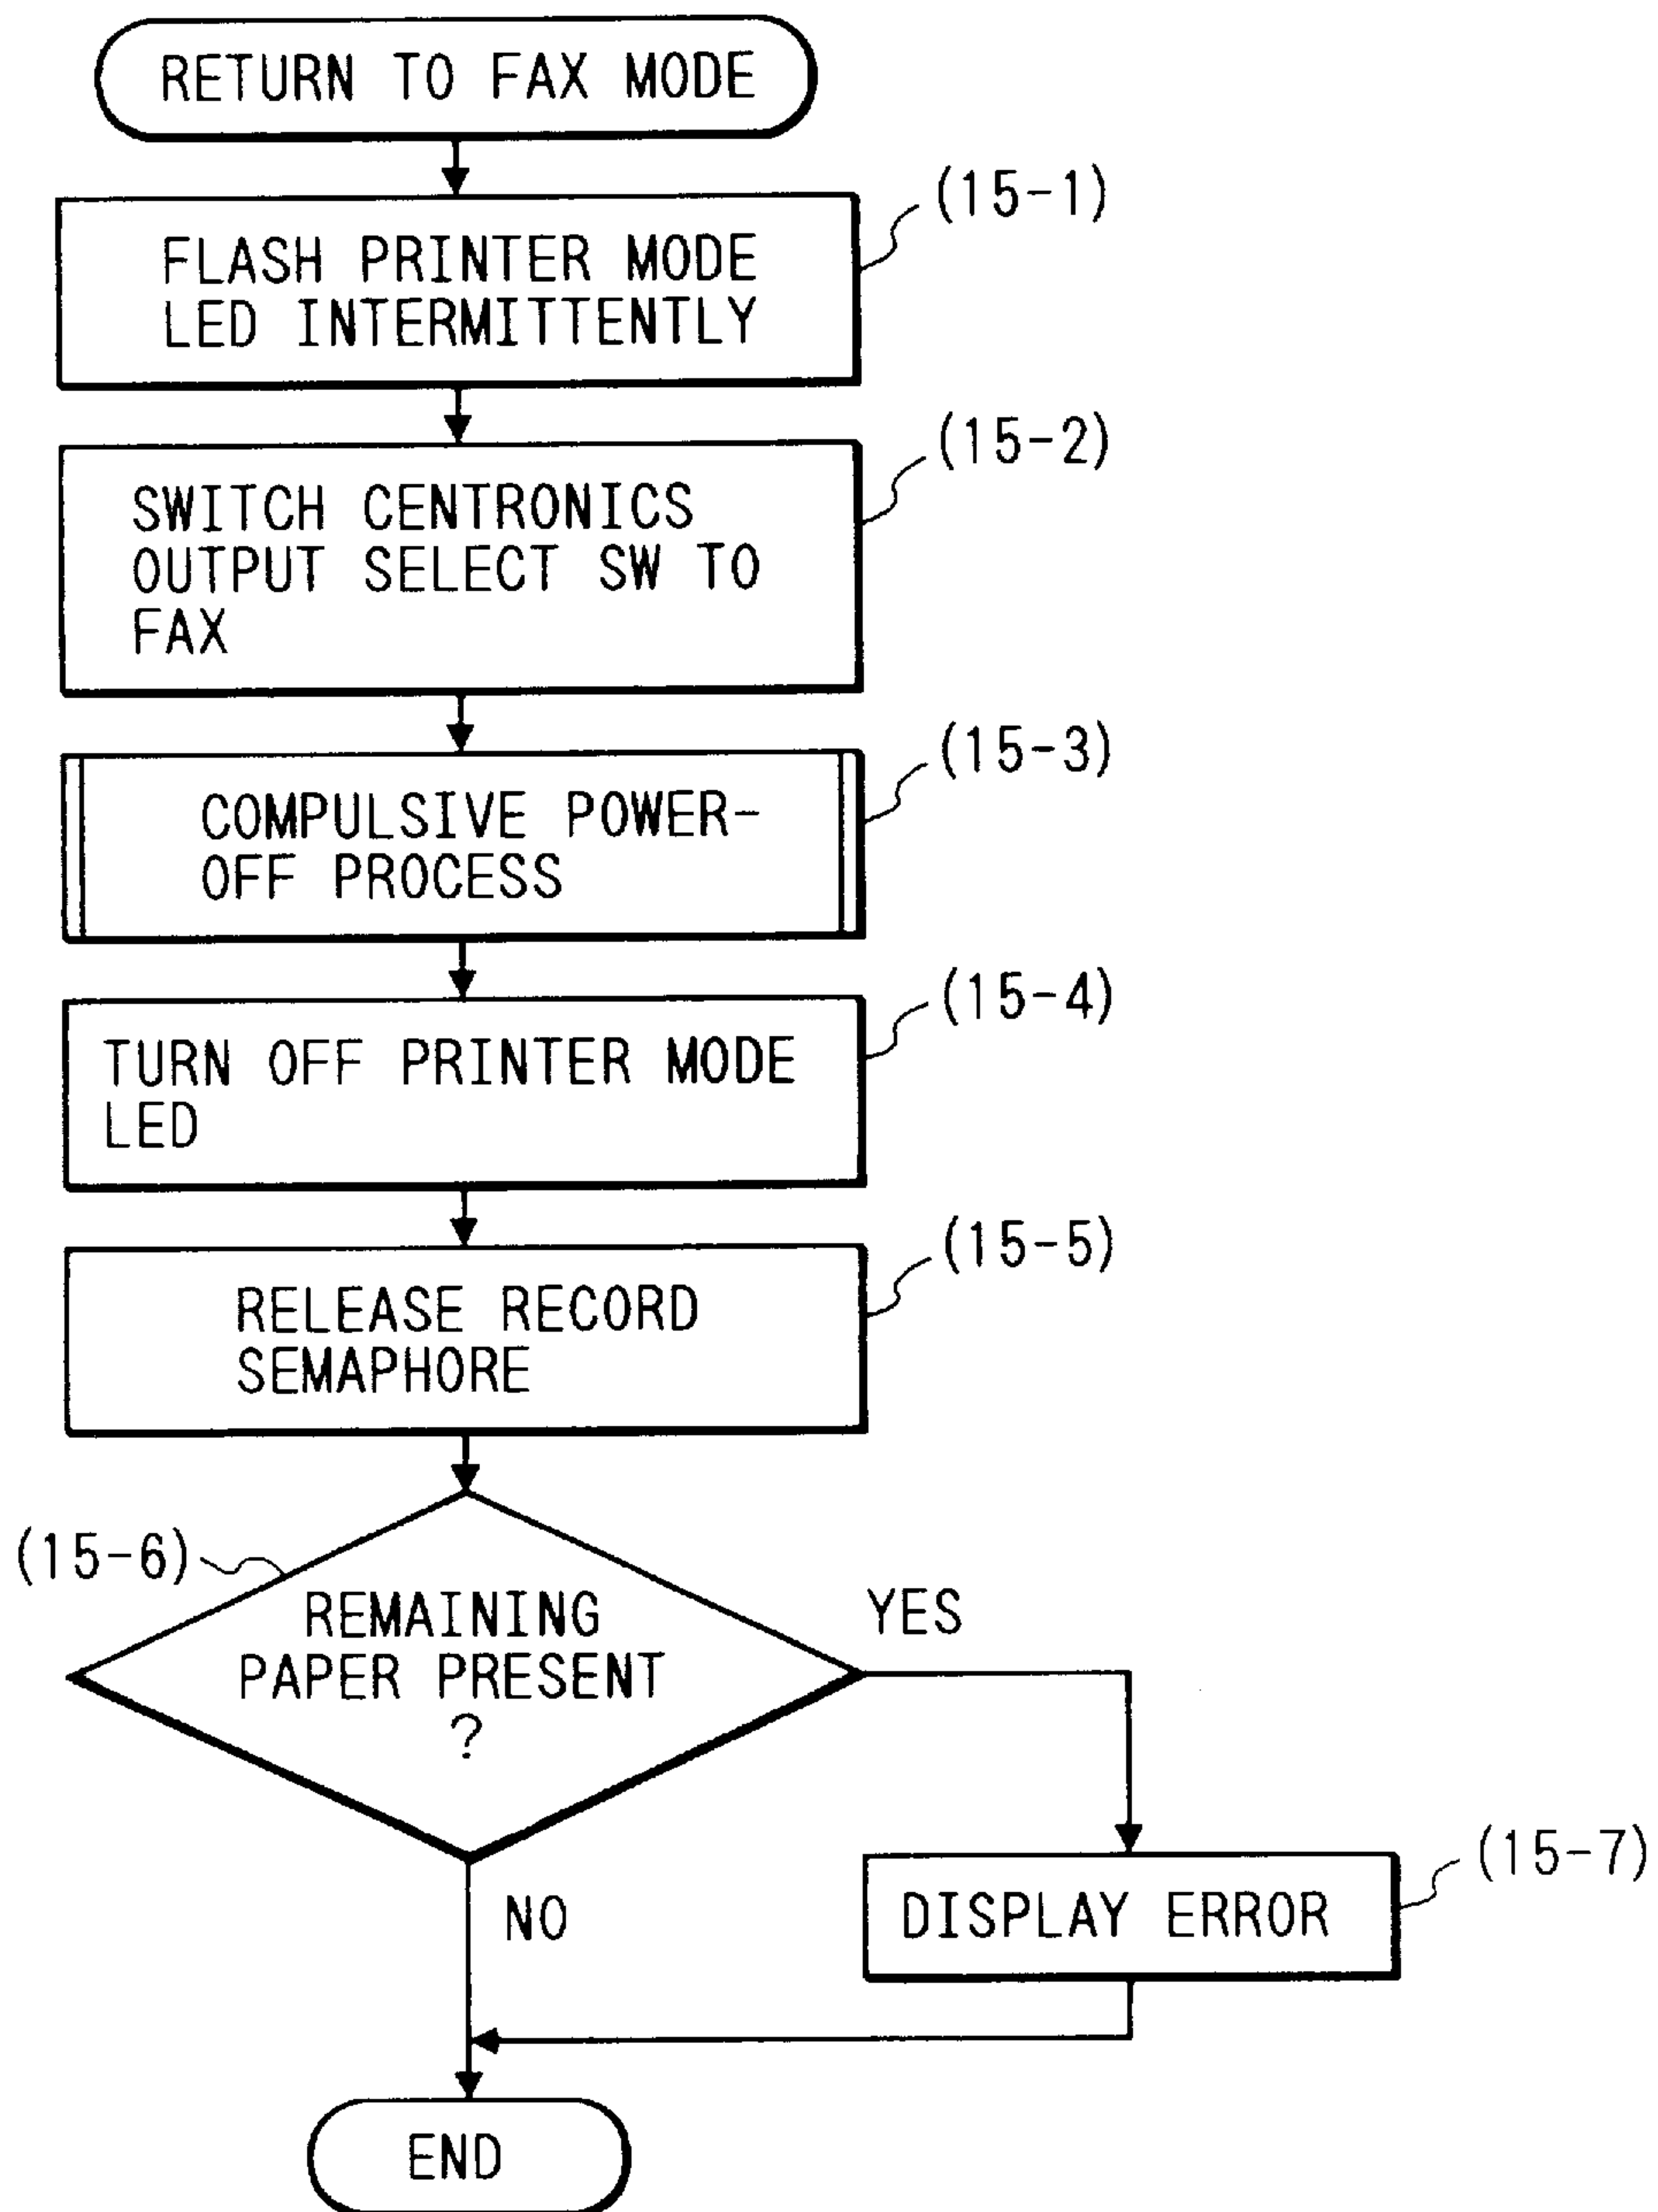 RETURN TO FAX MODE
(15-1)
FLASH PRINTER MODE
LED INTERMITTENTLY
(15-2)
SWITCH CENTRONICS
OUTPUT SELECT SW TO
FAX
(15-3)
COMPULSIVE POWER-
OFF PROCESS
(15-4)
TURN OFF PRINTER MODE
LED
(15-5)
RELEASE RECORD
SEMAPHORE
(15-6)
REMAINING
PAPER PRESENT
?
YES
NO
(15-7)
DISPLAY ERROR
END